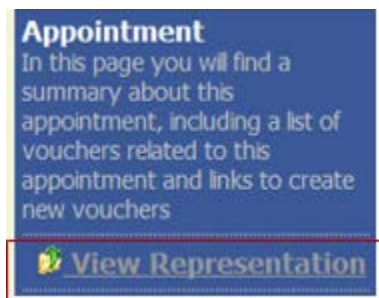 Appointment
In this page you will find a
summary about this
appointment, including a list of
vouchers related to this
appointment and links to create
new vouchers
View Representation